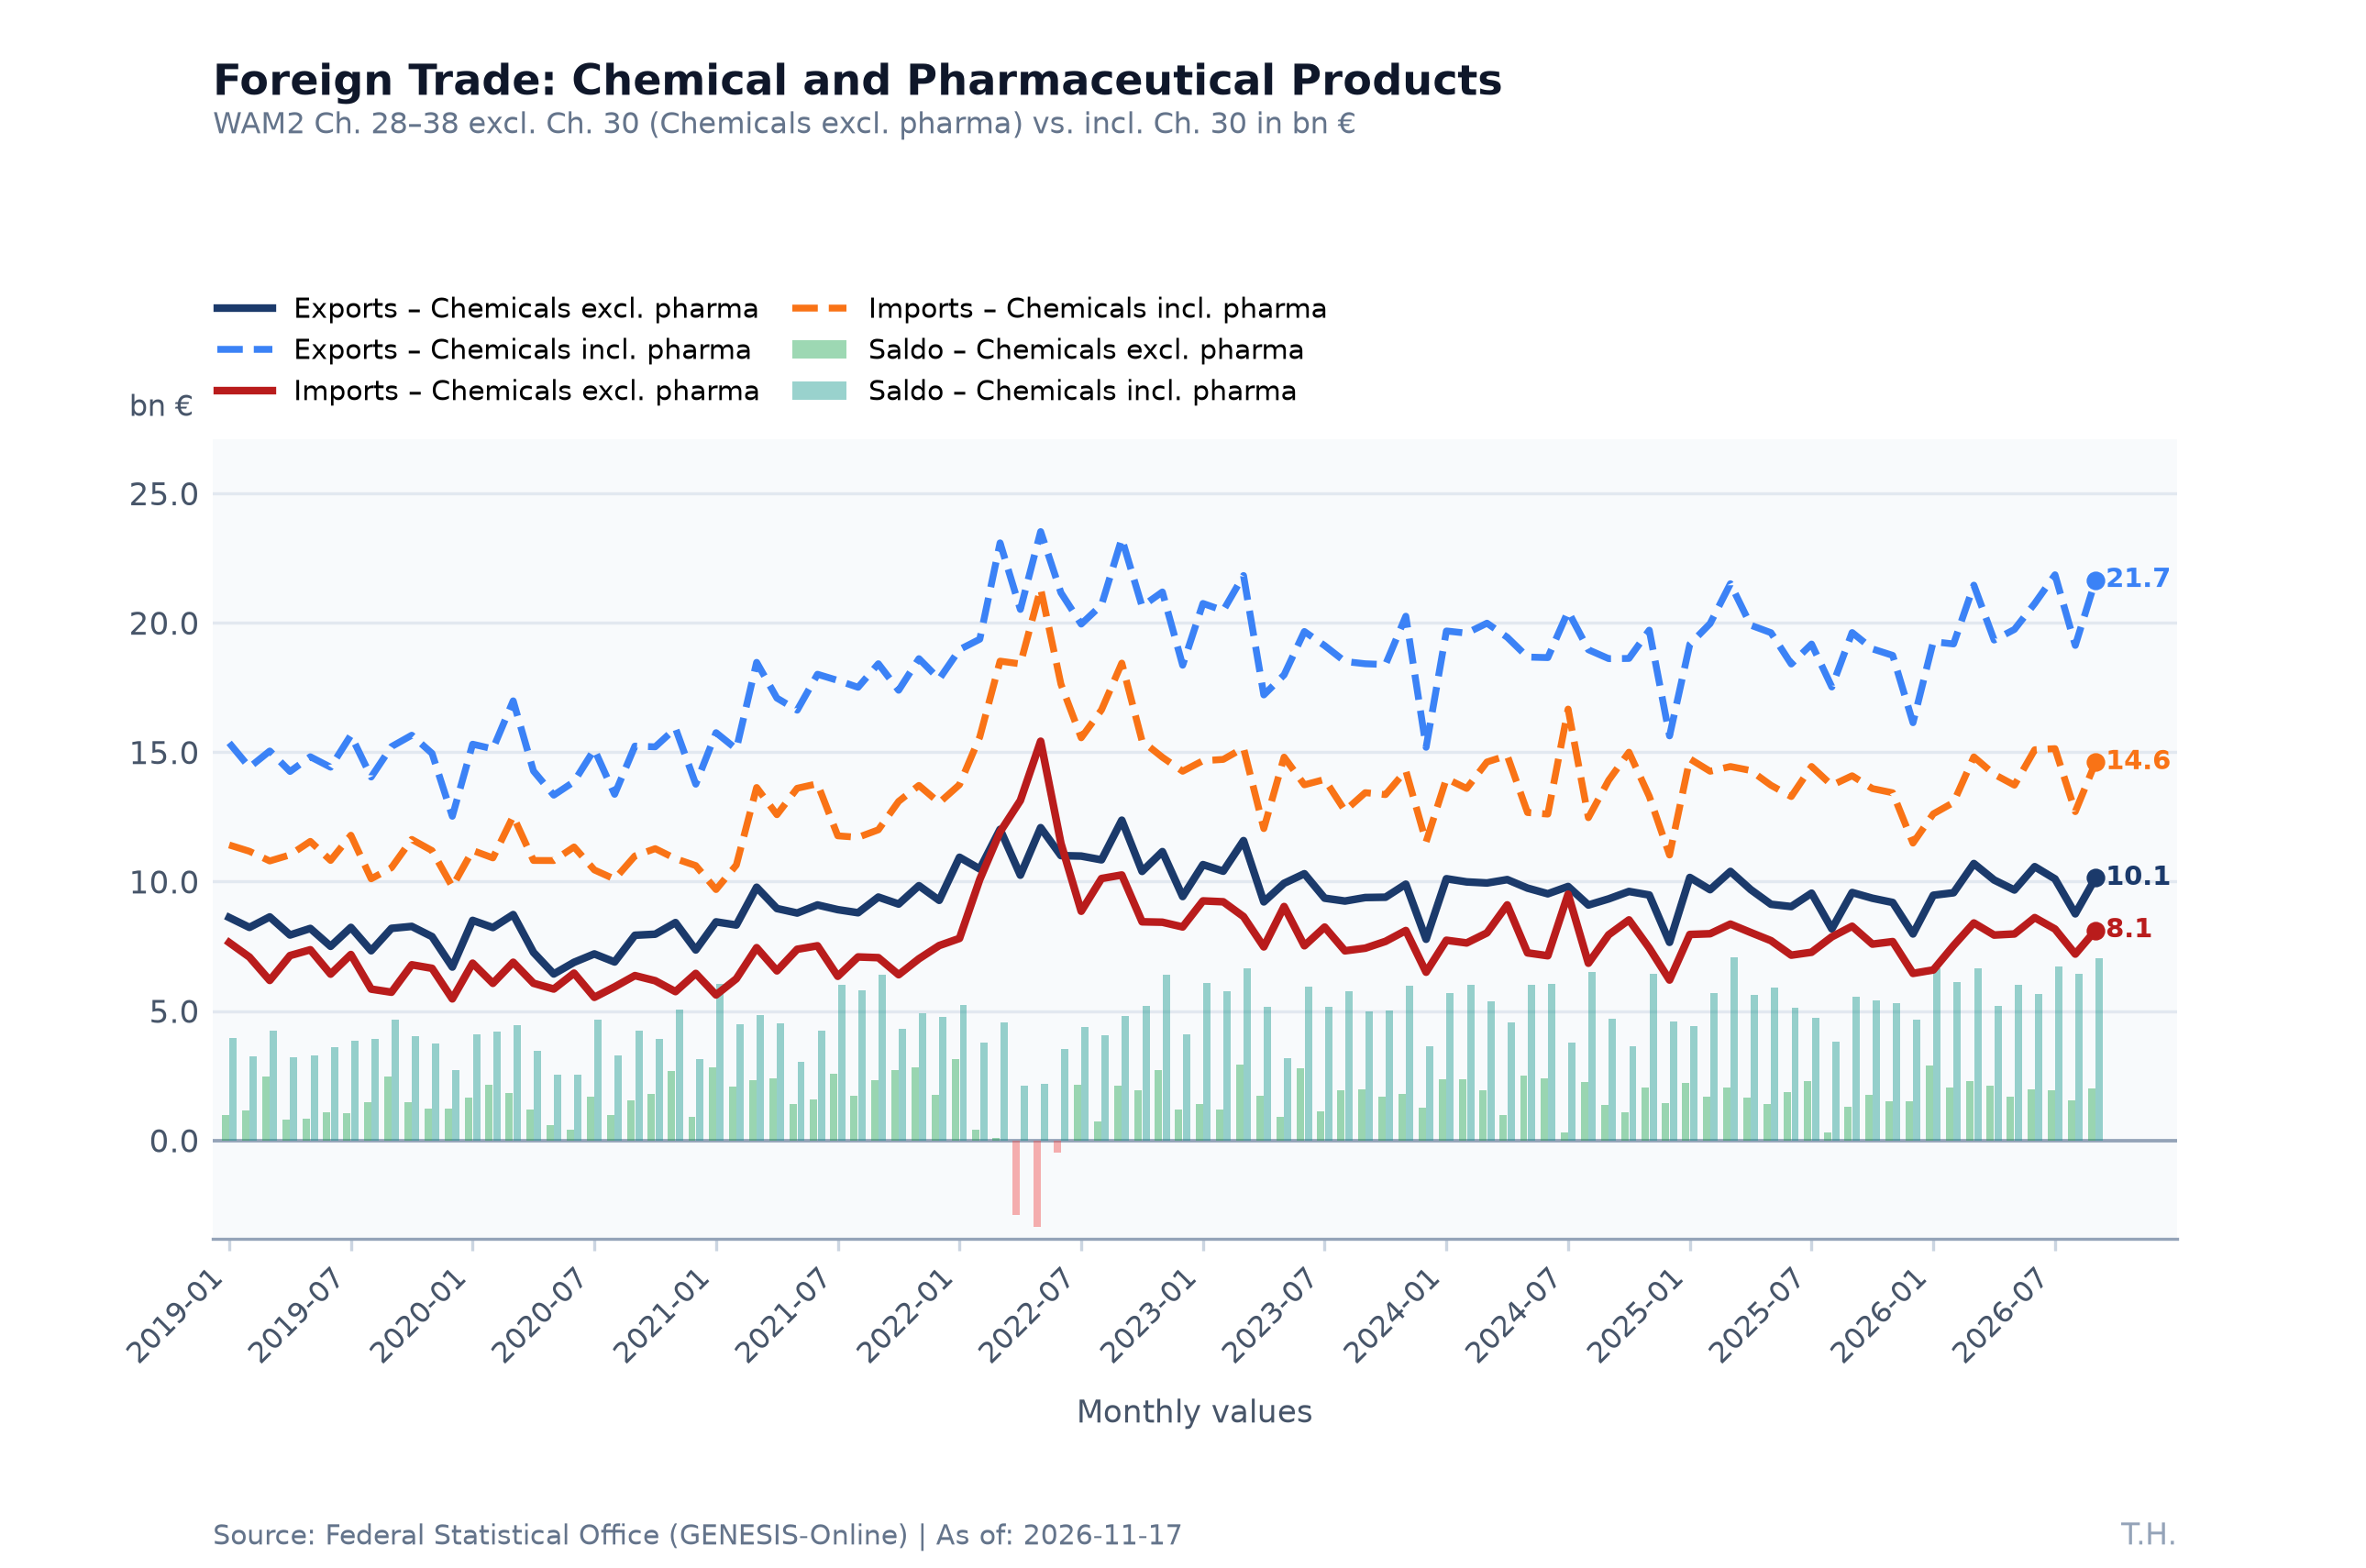 Foreign Trade: Chemical and Pharmaceutical Products
WAM2 Ch. 28–38 excl. Ch. 30 (Chemicals excl. pharma) vs. incl. Ch. 30 in bn €
Exports – Chemicals excl. pharma
Exports – Chemicals incl. pharma
Imports – Chemicals excl. pharma
Imports – Chemicals incl. pharma
Saldo – Chemicals excl. pharma
Saldo – Chemicals incl. pharma
bn €
25.0
20.0
15.0
10.0
5.0
0.0
21.7
14.6
10.1
8.1
2019-01
2019-07
2020-01
2020-07
2021-01
2021-07
2022-01
2022-07
2023-01
2023-07
2024-01
2024-07
2025-01
2025-07
2026-01
2026-07
Monthly values
Source: Federal Statistical Office (GENESIS-Online) | As of: 2026-11-17
T.H.